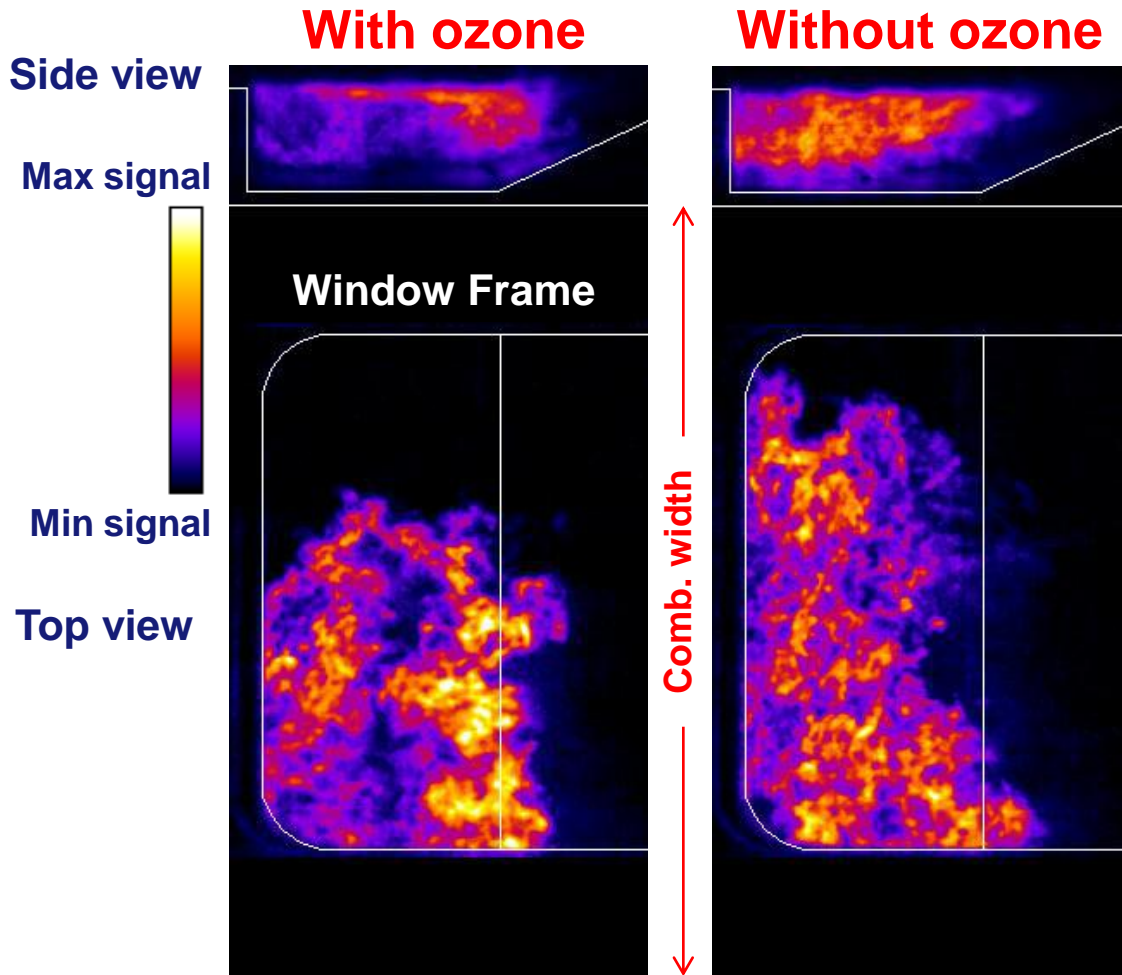 With ozone
Without ozone
Side view
Max signal
Window Frame
Min signal
Top view
Comb. width